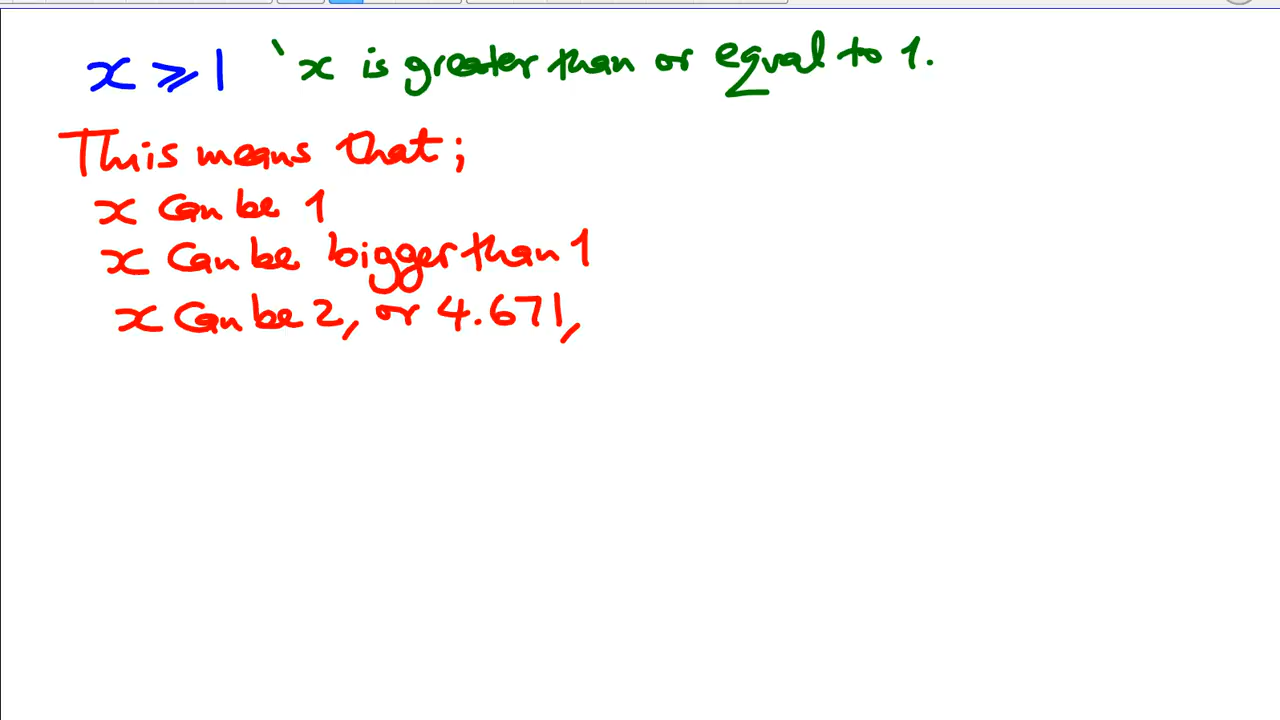 x ⩾ 1 ‵x is greater than or equal to 1.
This means that;
x can be 1
x can be bigger than 1
x can be 2, or 4.671,